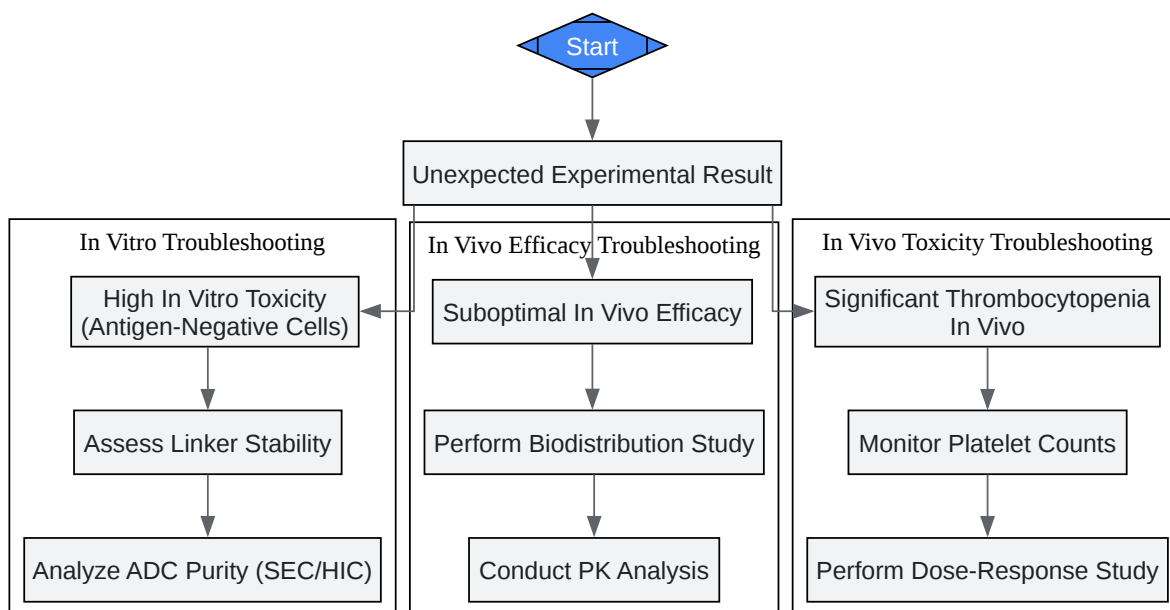 Start
Unexpected Experimental Result
In Vitro Troubleshooting
High In Vitro Toxicity
(Antigen-Negative Cells)
Assess Linker Stability
Analyze ADC Purity (SEC/HIC)
In Vivo Efficacy Troubleshooting
Suboptimal In Vivo Efficacy
Perform Biodistribution Study
Conduct PK Analysis
In Vivo Toxicity Troubleshooting
Significant Thrombocytopenia
In Vivo
Monitor Platelet Counts
Perform Dose-Response Study